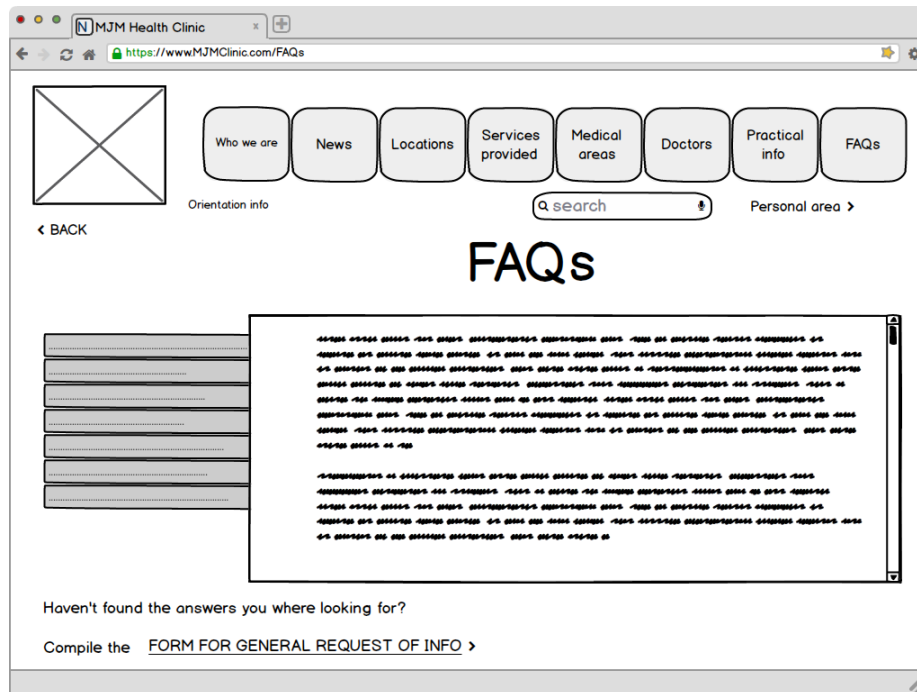 MJM Health Clinic
https://www.MJMClinic.com/FAQs
Who we are
News
Locations
Services
provided
Medical
areas
Doctors
Practical
info
FAQs
Orientation info
search
Personal area
BACK
FAQs
Haven't found the answers you where looking for?
Compile the FORM FOR GENERAL REQUEST OF INFO